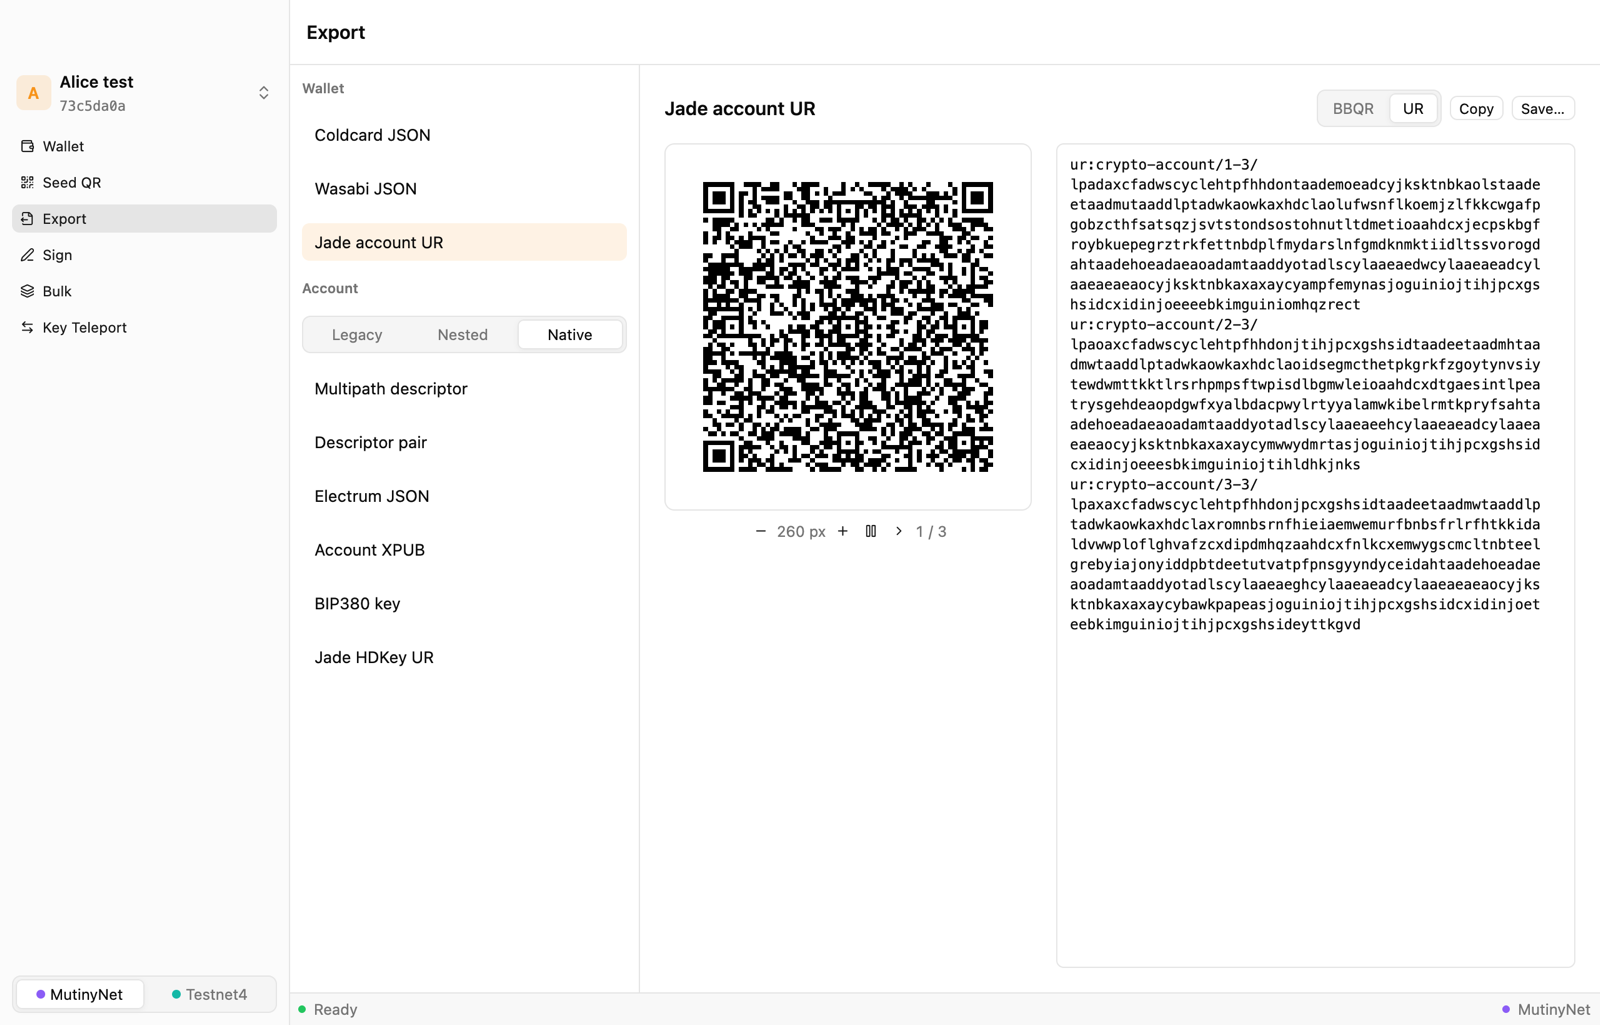 Export
A
Alice test
73c5da0a
Wallet
Seed QR
Export
Sign
Bulk
Key Teleport
MutinyNet
Testnet4
Wallet
Coldcard JSON
Wasabi JSON
Jade account UR
Account
Legacy
Nested
Native
Multipath descriptor
Descriptor pair
Electrum JSON
Account XPUB
BIP380 key
Jade HDKey UR
Jade account UR
BBQR
UR
Copy
Save...
− 260 px +
1 / 3
ur:crypto-account/1-3/
lpadaxcfadwscyclehtpfhhdontaademoeadcyjksktnbkaolstaade
etaadmutaaddlptadwkaowkaxhdclaolufwsnflkoemjzlfkkcwgafp
gobzcthfsatsqzjsvtstondsostohnutltdmetioaahdcxjecpskbgf
roybkuepegrztrkfettnbdplfmydarslnfgmdknmktiidltssvorogd
ahtaadehoeadaeaoadamtaaddyotadlscylaaeaedwcylaaeaeadcyl
aaeaeaeaocyjksktnbkaxaxaycyampfemynasjoguiniojtihjpcxgs
hsidcxidinjoeeeebkimguiniomhqzrect
ur:crypto-account/2-3/
lpaoaxcfadwscyclehtpfhhdonjtihjpcxgshsidtaadeetaadmhtaa
dmwtaaddlptadwkaowkaxhdclaoidsegmcthetpkgrkfzgoytynvsiy
tewdwmttkktlrsrhpmpsftwpisdlbgmwleioaahdcxdtgaesintlpea
trysgehdeaopdgwfxyalbdacpwylrtyyalamwkibelrmtkpryfsahta
adehoeadaeaoadamtaaddyotadlscylaaeaeehcylaaeaeadcylaaea
eaeaocyjksktnbkaxaxaycymwwydmrtasjoguiniojtihjpcxgshsid
cxidinjoeeesbkimguiniojtihldhkjnks
ur:crypto-account/3-3/
lpaxaxcfadwscyclehtpfhhdonjpcxgshsidtaadeetaadmwtaaddlp
tadwkaowkaxhdclaxromnbsrnfhieiaemwemurfbnbsfrlrfhtkkida
ldvwwploflghvafzcxdipdmhqzaahdcxfnlkcxemwygscmcltnbteel
grebyiajonyiddpbtdeetutvatpfpnsgyyndyceidahtaadehoeadae
aoadamtaaddyotadlscylaaeaeghcylaaeaeadcylaaeaeaeaocyjks
ktnbkaxaxaycybawkpapeasjoguiniojtihjpcxgshsidcxidinjoet
eebkimguiniojtihjpcxgshsideyttkgvd
Ready
MutinyNet